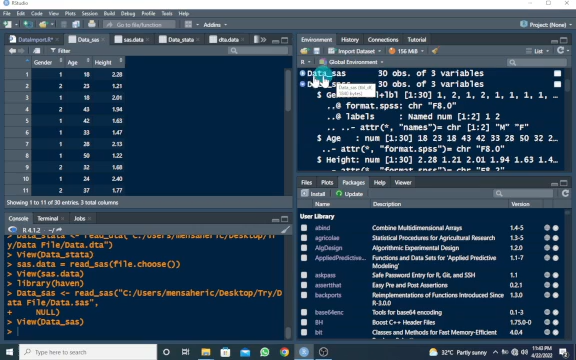 RStudio
File Edit Code View Plots Session Build Debug Profile Tools Help
Go to file/function
Addins
Project: (None)
DataImport.R* Data_sas sas.data Data_stata dta.data
Filter
Gender Age Height
1 1 18 2.28
2 2 23 1.21
3 1 18 2.01
4 2 43 1.94
5 1 42 1.63
6 1 33 1.47
7 1 28 2.13
8 1 50 1.22
9 1 32 1.68
10 1 24 2.40
11 2 37 1.77
Showing 1 to 11 of 30 entries, 3 total columns
Console Terminal Jobs
R 4.1.2 · ~/
y/Data File/Data.dta")
> View(Data_stata)
> sas.data = read_sas(file.choose())
> View(sas.data)
> library(haven)
> Data_sas <- read_sas("C:/Users/mensaheric/Desktop/Try/D
ata File/Data.sas",
+ NULL)
> View(Data_sas)
>
Environment History Connections Tutorial
Import Dataset 156 MiB List
R Global Environment
Data_sas 30 obs. of 3 variables
30 obs. of 3 variables
..@ format.spss: chr "F8.0"
..@ labels : Named num [1:2] 1 2
.. ..- attr(*, "names")= chr [1:2] "M" "F"
$ Age : num [1:30] 18 23 18 43 42 33 28 50 32 2…
..- attr(*, "format.spss")= chr "F8.0"
$ Height: num [1:30] 2.28 1.21 2.01 1.94 1.63 1.4…
Files Plots Packages Help Viewer
Install Update
Name Description Version
User Library
abind Combine Multidimensional Arrays 1.4-5
agricolae Statistical Procedures for Agricultural Research 1.3-5
AlgDesign Algorithmic Experimental Design 1.2.0
AppliedPredictive... Functions and Data Sets for 'Applied Predictive Modeling' 1.1-7
askpass Safe Password Entry for R, Git, and SSH 1.1
assertthat Easy Pre and Post Assertions 0.2.1
backports Reimplementations of Functions Introduced Since R-3.0.0 1.3.0
base64enc Tools for base64 encoding 0.1-3
BH Boost C++ Header Files 1.75.0-0
bit Classes and Methods for Fast Memory-Efficient 4.0.4
Type here to search
32°C Partly sunny
11:43 PM
4/22/2022